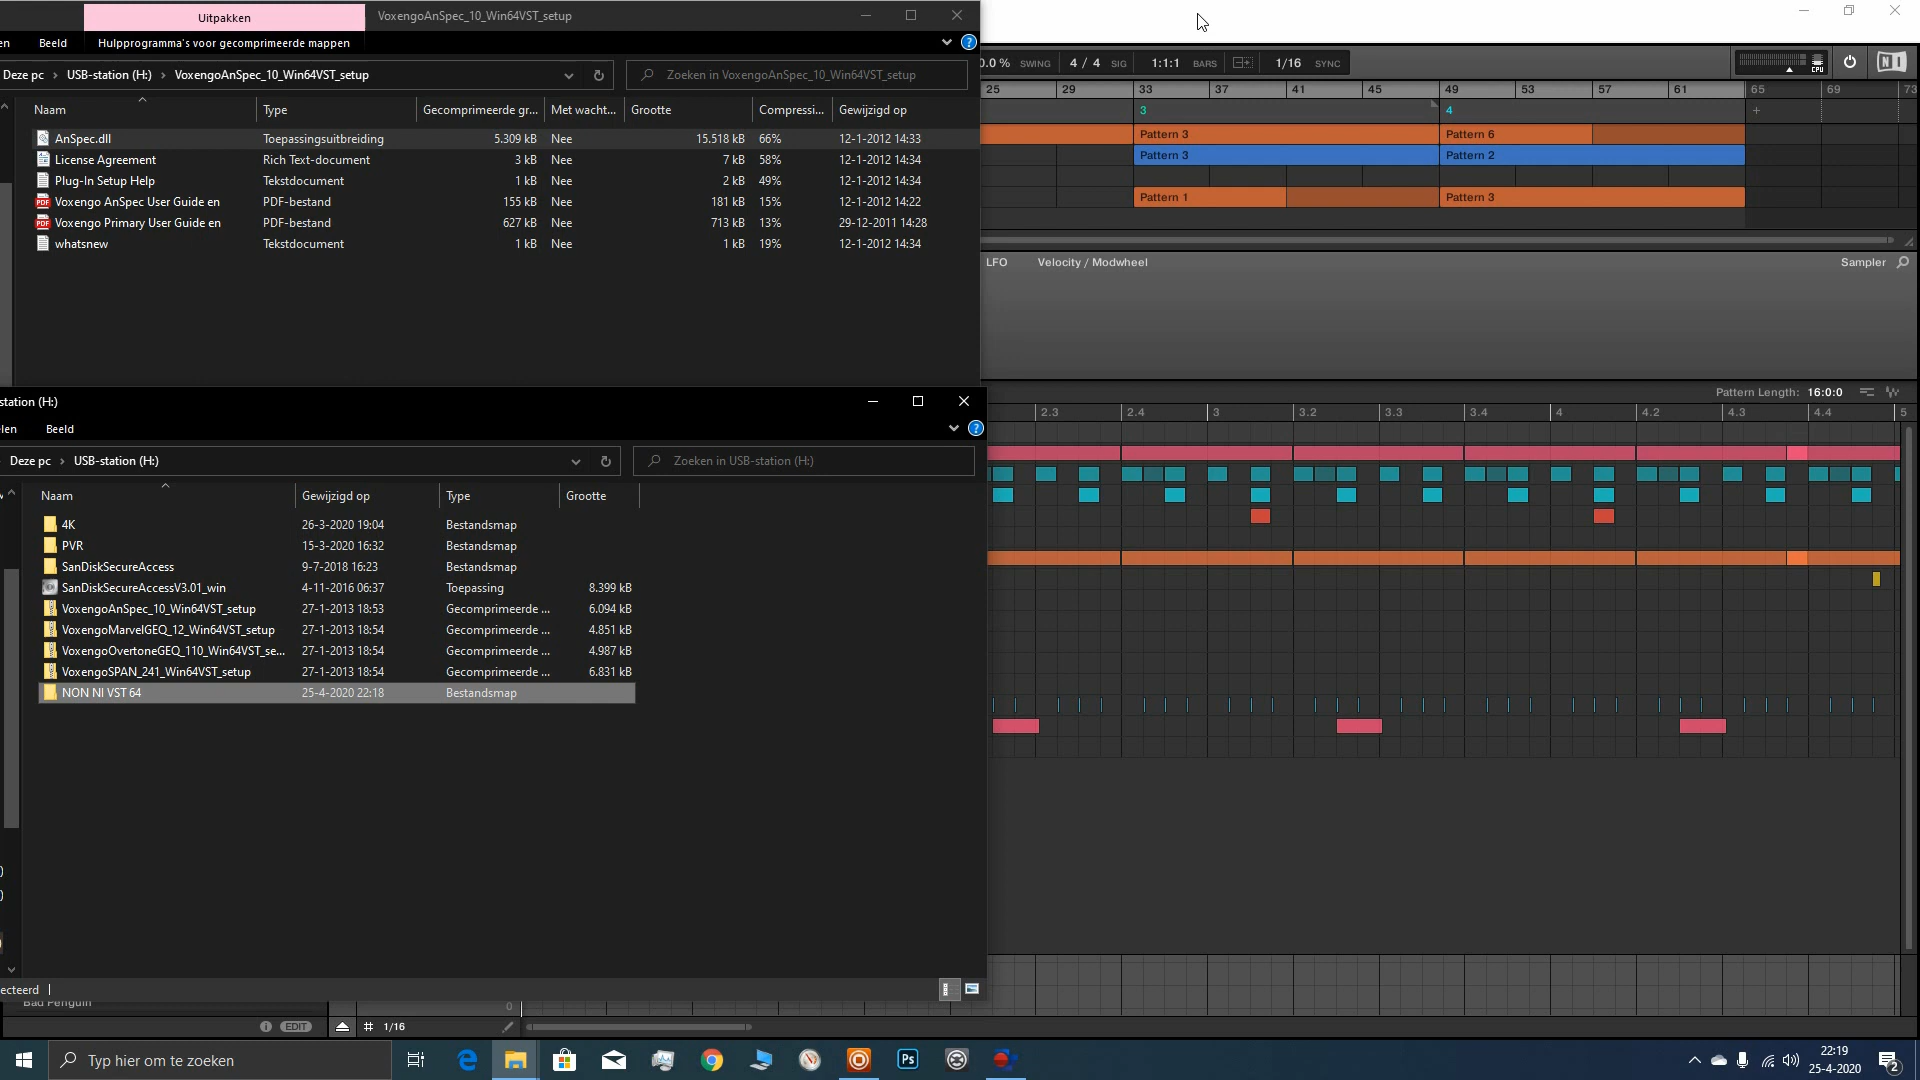 Uitpakken
VoxengoAnSpec_10_Win64VST_setup
en Beeld Hulpprogramma's voor gecomprimeerde mappen
Deze pc > USB-station (H:) > VoxengoAnSpec_10_Win64VST_setup
Zoeken in VoxengoAnSpec_10_Win64VST_setup
Naam Type Gecomprimeerde gr... Met wacht... Grootte Compressi... Gewijzigd op
AnSpec.dll Toepassingsuitbreiding 5.309 kB Nee 15.518 kB 66% 12-1-2012 14:33
License Agreement Rich Text-document 3 kB Nee 7 kB 58% 12-1-2012 14:34
Plug-In Setup Help Tekstdocument 1 kB Nee 2 kB 49% 12-1-2012 14:34
Voxengo AnSpec User Guide en PDF-bestand 155 kB Nee 181 kB 15% 12-1-2012 14:22
Voxengo Primary User Guide en PDF-bestand 627 kB Nee 713 kB 13% 29-12-2011 14:28
whatsnew Tekstdocument 1 kB Nee 1 kB 19% 12-1-2012 14:34
0.0 % SWING 4 / 4 SIG 1:1:1 BARS 1/16 SYNC CPU
25 29 33 37 41 45 49 53 57 61 65 69 73
3 4 +
Pattern 3 Pattern 6
Pattern 3 Pattern 2
Pattern 1 Pattern 3
LFO Velocity / Modwheel Sampler
Pattern Length: 16:0:0
2.3 2.4 3 3.2 3.3 3.4 4 4.2 4.3 4.4 5
station (H:)
len Beeld
Deze pc > USB-station (H:)
Zoeken in USB-station (H:)
Naam Gewijzigd op Type Grootte
4K 26-3-2020 19:04 Bestandsmap
PVR 15-3-2020 16:32 Bestandsmap
SanDiskSecureAccess 9-7-2018 16:23 Bestandsmap
SanDiskSecureAccessV3.01_win 4-11-2016 06:37 Toepassing 8.399 kB
VoxengoAnSpec_10_Win64VST_setup 27-1-2013 18:53 Gecomprimeerde ... 6.094 kB
VoxengoMarvelGEQ_12_Win64VST_setup 27-1-2013 18:54 Gecomprimeerde ... 4.851 kB
VoxengoOvertoneGEQ_110_Win64VST_se... 27-1-2013 18:54 Gecomprimeerde ... 4.987 kB
VoxengoSPAN_241_Win64VST_setup 27-1-2013 18:54 Gecomprimeerde ... 6.831 kB
NON NI VST 64 25-4-2020 22:18 Bestandsmap
ecteerd
Bad Penguin 0
EDIT # 1/16
Typ hier om te zoeken
Ps
22:19
25-4-2020
2